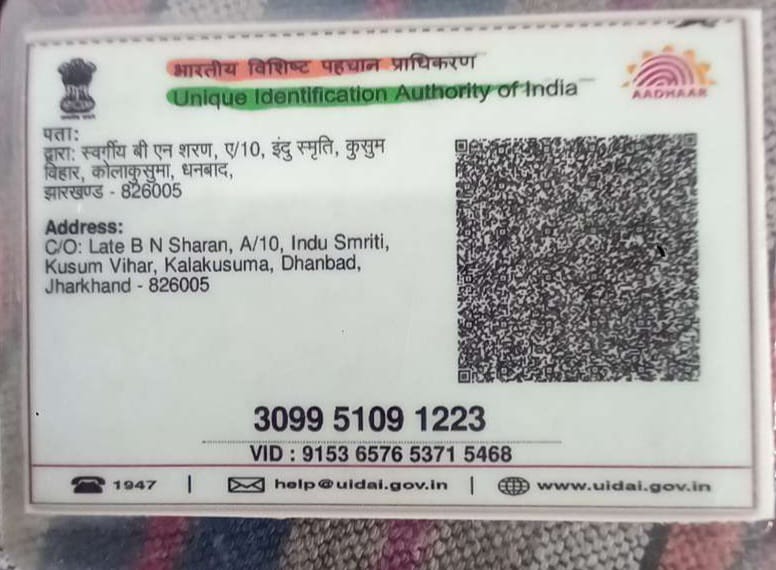 भारतीय विशिष्ट पहचान प्राधिकरण
Unique Identification Authority of India
AADHAAR
पता:
द्वारा: स्वर्गीय बी एन शरण, ए/10, इंदु स्मृति, कुसुम
विहार, कोलाकुसुमा, धनबाद,
झारखण्ड - 826005
Address:
C/O: Late B N Sharan, A/10, Indu Smriti,
Kusum Vihar, Kalakusuma, Dhanbad,
Jharkhand - 826005
3099 5109 1223
VID : 9153 6576 5371 5468
1947 | help@uidai.gov.in | www.uidai.gov.in